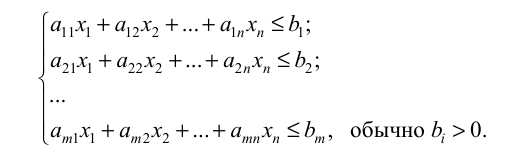 a₁₁x₁ + a₁₂x₂ + ... + a₁ₙxₙ ≤ b₁;
a₂₁x₁ + a₂₂x₂ + ... + a₂ₙxₙ ≤ b₂;
...
aₘ₁x₁ + aₘ₂x₂ + ... + aₘₙxₙ ≤ bₘ, обычно bᵢ > 0.